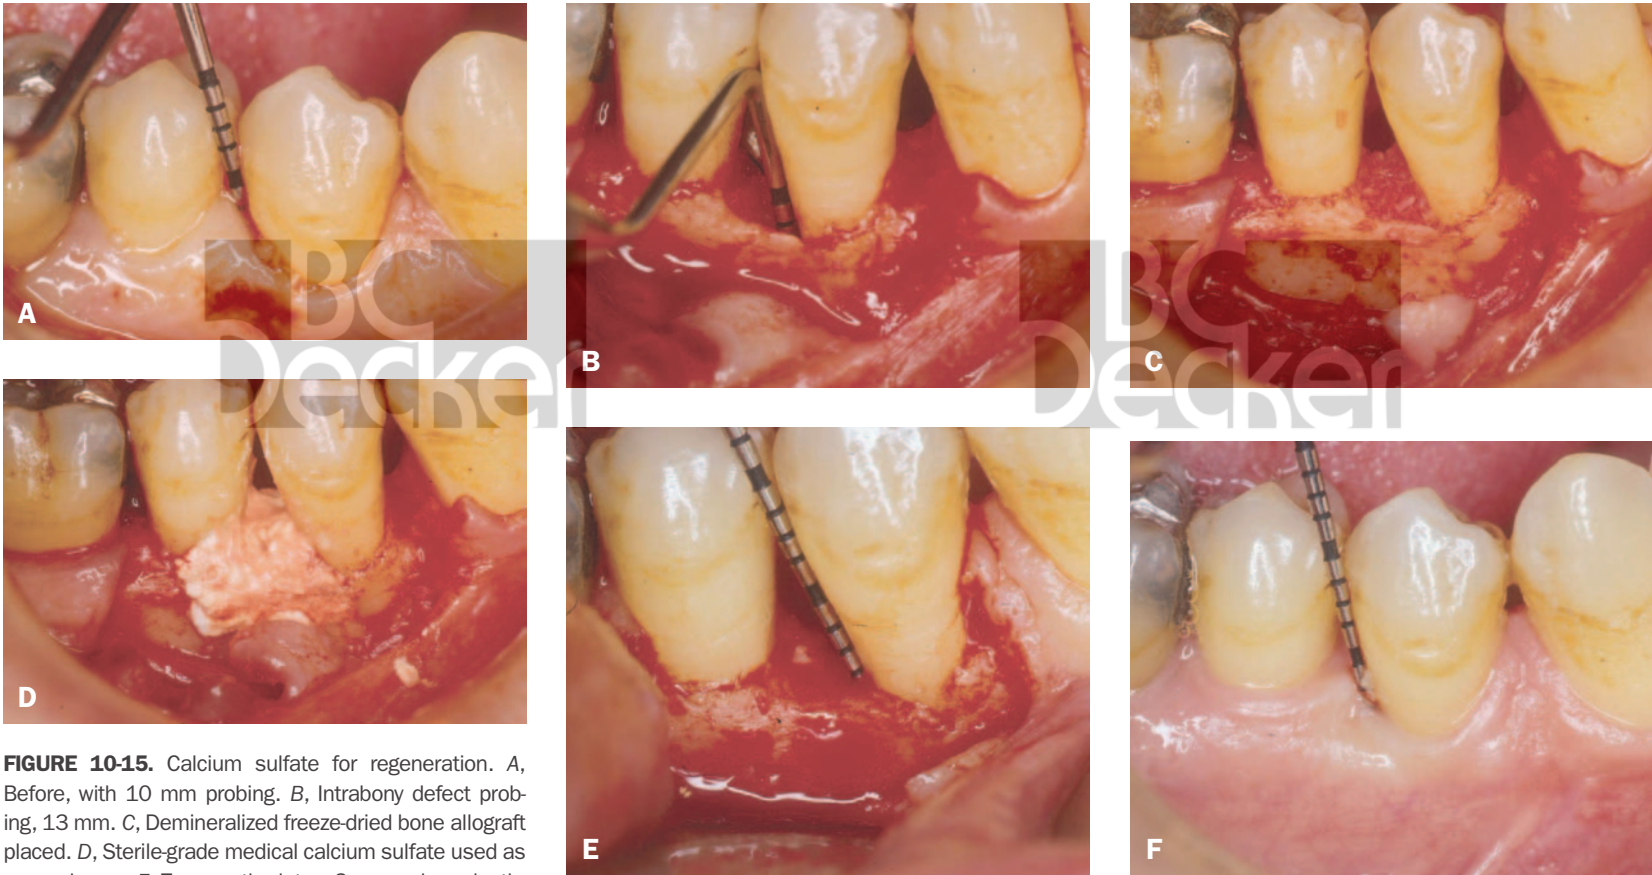 A
B
C
BC
Decker
BC
Decker
D
E
F
FIGURE 10-15. Calcium sulfate for regeneration. A,
Before, with 10 mm probing. B, Intrabony defect prob-
ing, 13 mm. C, Demineralized freeze-dried bone allograft
placed. D, Sterile-grade medical calcium sulfate used as